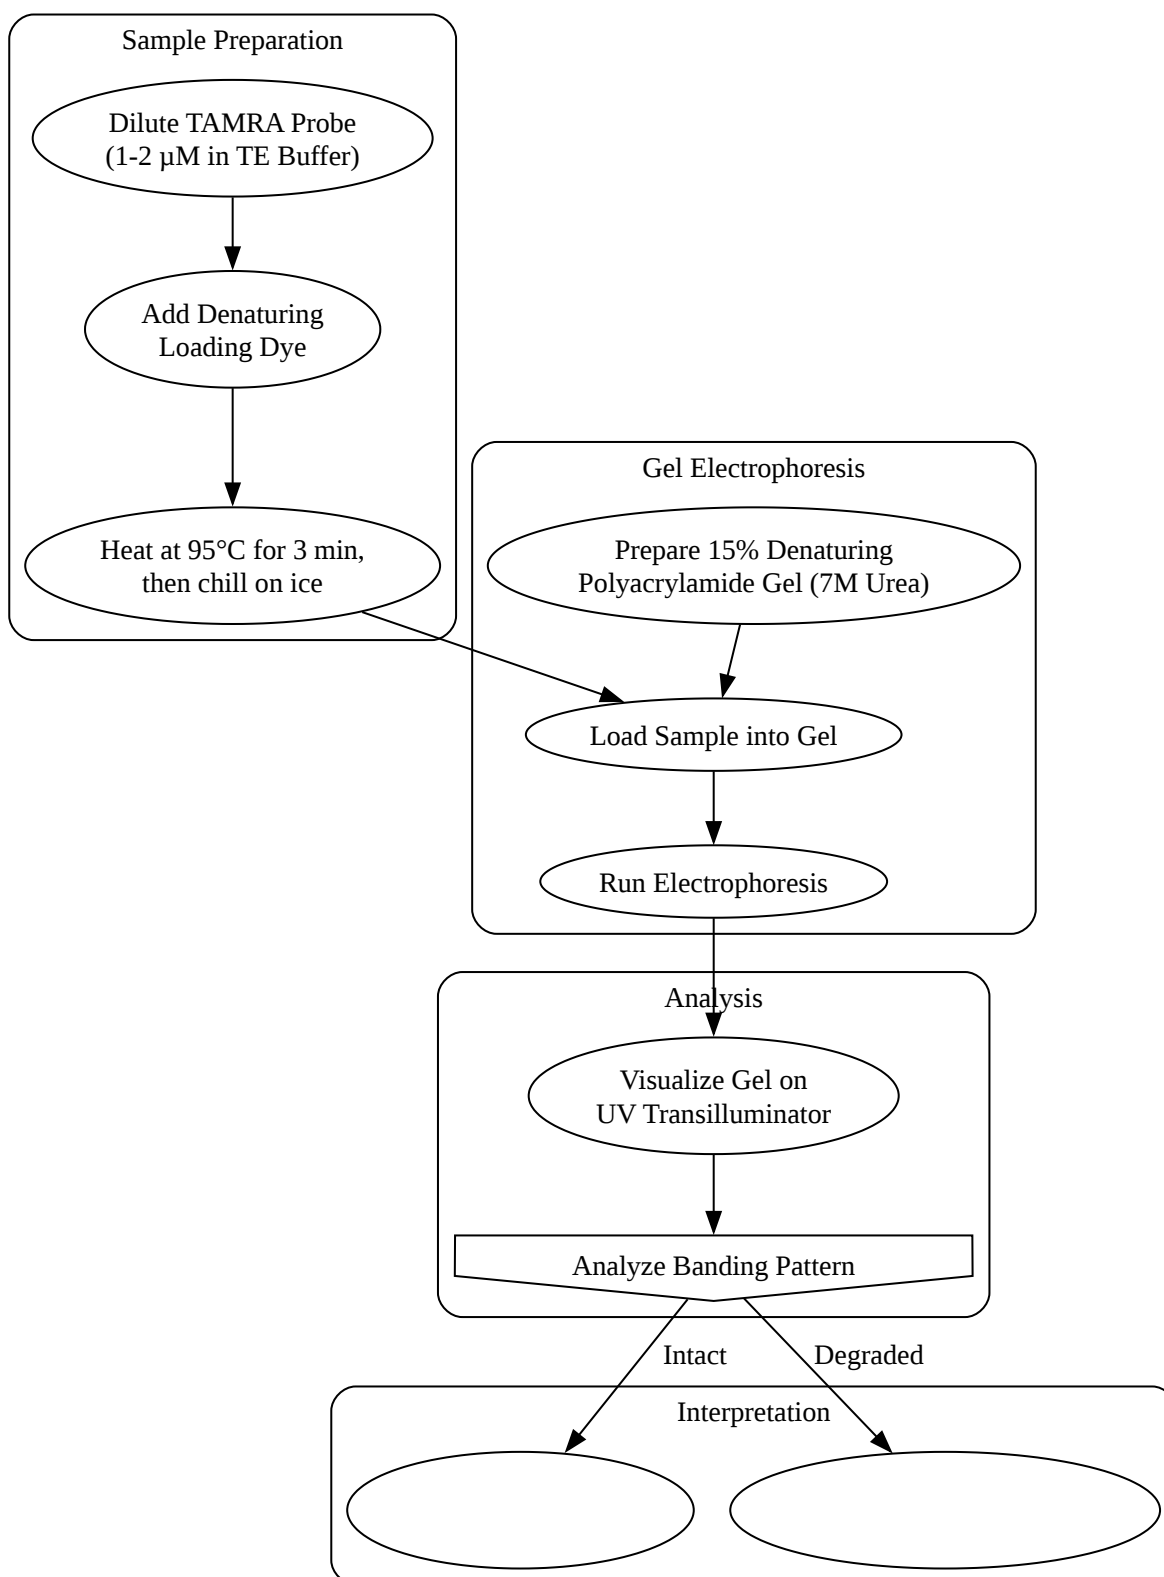 Sample Preparation
Dilute TAMRA Probe
(1-2 µM in TE Buffer)
Add Denaturing
Loading Dye
Heat at 95°C for 3 min,
then chill on ice
Gel Electrophoresis
Prepare 15% Denaturing
Polyacrylamide Gel (7M Urea)
Load Sample into Gel
Run Electrophoresis
Analysis
Visualize Gel on
UV Transilluminator
Analyze Banding Pattern
Intact
Degraded
Interpretation